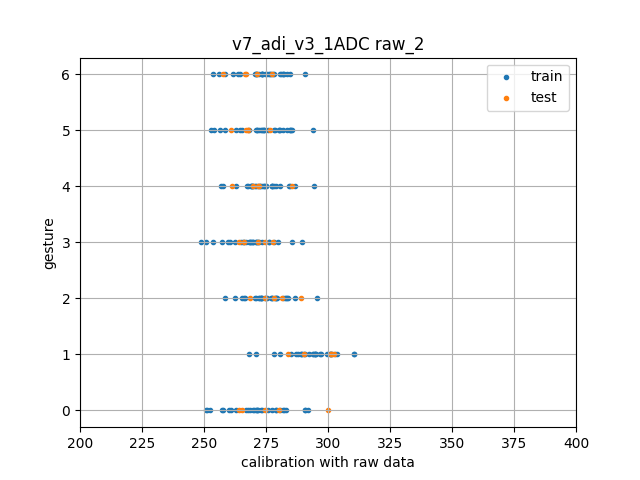 v7_adi_v3_1ADC raw_2
train
test
gesture
6
5
4
3
2
1
0
200 225 250 275 300 325 350 375 400
calibration with raw data